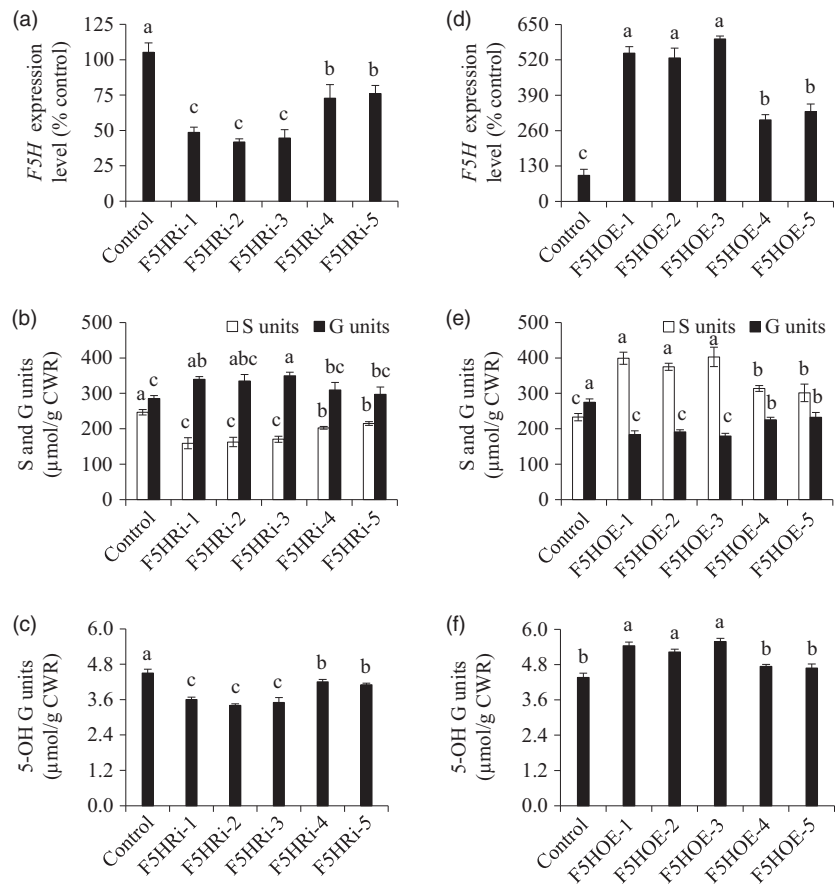 (a)
F5H expression
level (% control)
125
100
75
50
25
0
a
c
c
c
b
b
Control
F5HRi-1
F5HRi-2
F5HRi-3
F5HRi-4
F5HRi-5
(d)
F5H expression
level (% control)
650
520
390
260
130
0
c
a
a
a
b
b
Control
F5HOE-1
F5HOE-2
F5HOE-3
F5HOE-4
F5HOE-5
(b)
S and G units
(µmol/g CWR)
500
400
300
200
100
0
S units
G units
a
c
c
ab
c
abc
c
a
b
bc
b
bc
Control
F5HRi-1
F5HRi-2
F5HRi-3
F5HRi-4
F5HRi-5
(e)
S and G units
(µmol/g CWR)
500
400
300
200
100
0
S units
G units
c
a
a
c
a
c
a
c
b
b
b
b
Control
F5HOE-1
F5HOE-2
F5HOE-3
F5HOE-4
F5HOE-5
(c)
5-OH G units
(µmol/g CWR)
6.0
4.8
3.6
2.4
1.2
0.0
a
c
c
c
b
b
Control
F5HRi-1
F5HRi-2
F5HRi-3
F5HRi-4
F5HRi-5
(f)
5-OH G units
(µmol/g CWR)
6.0
4.8
3.6
2.4
1.2
0.0
b
a
a
a
b
b
Control
F5HOE-1
F5HOE-2
F5HOE-3
F5HOE-4
F5HOE-5